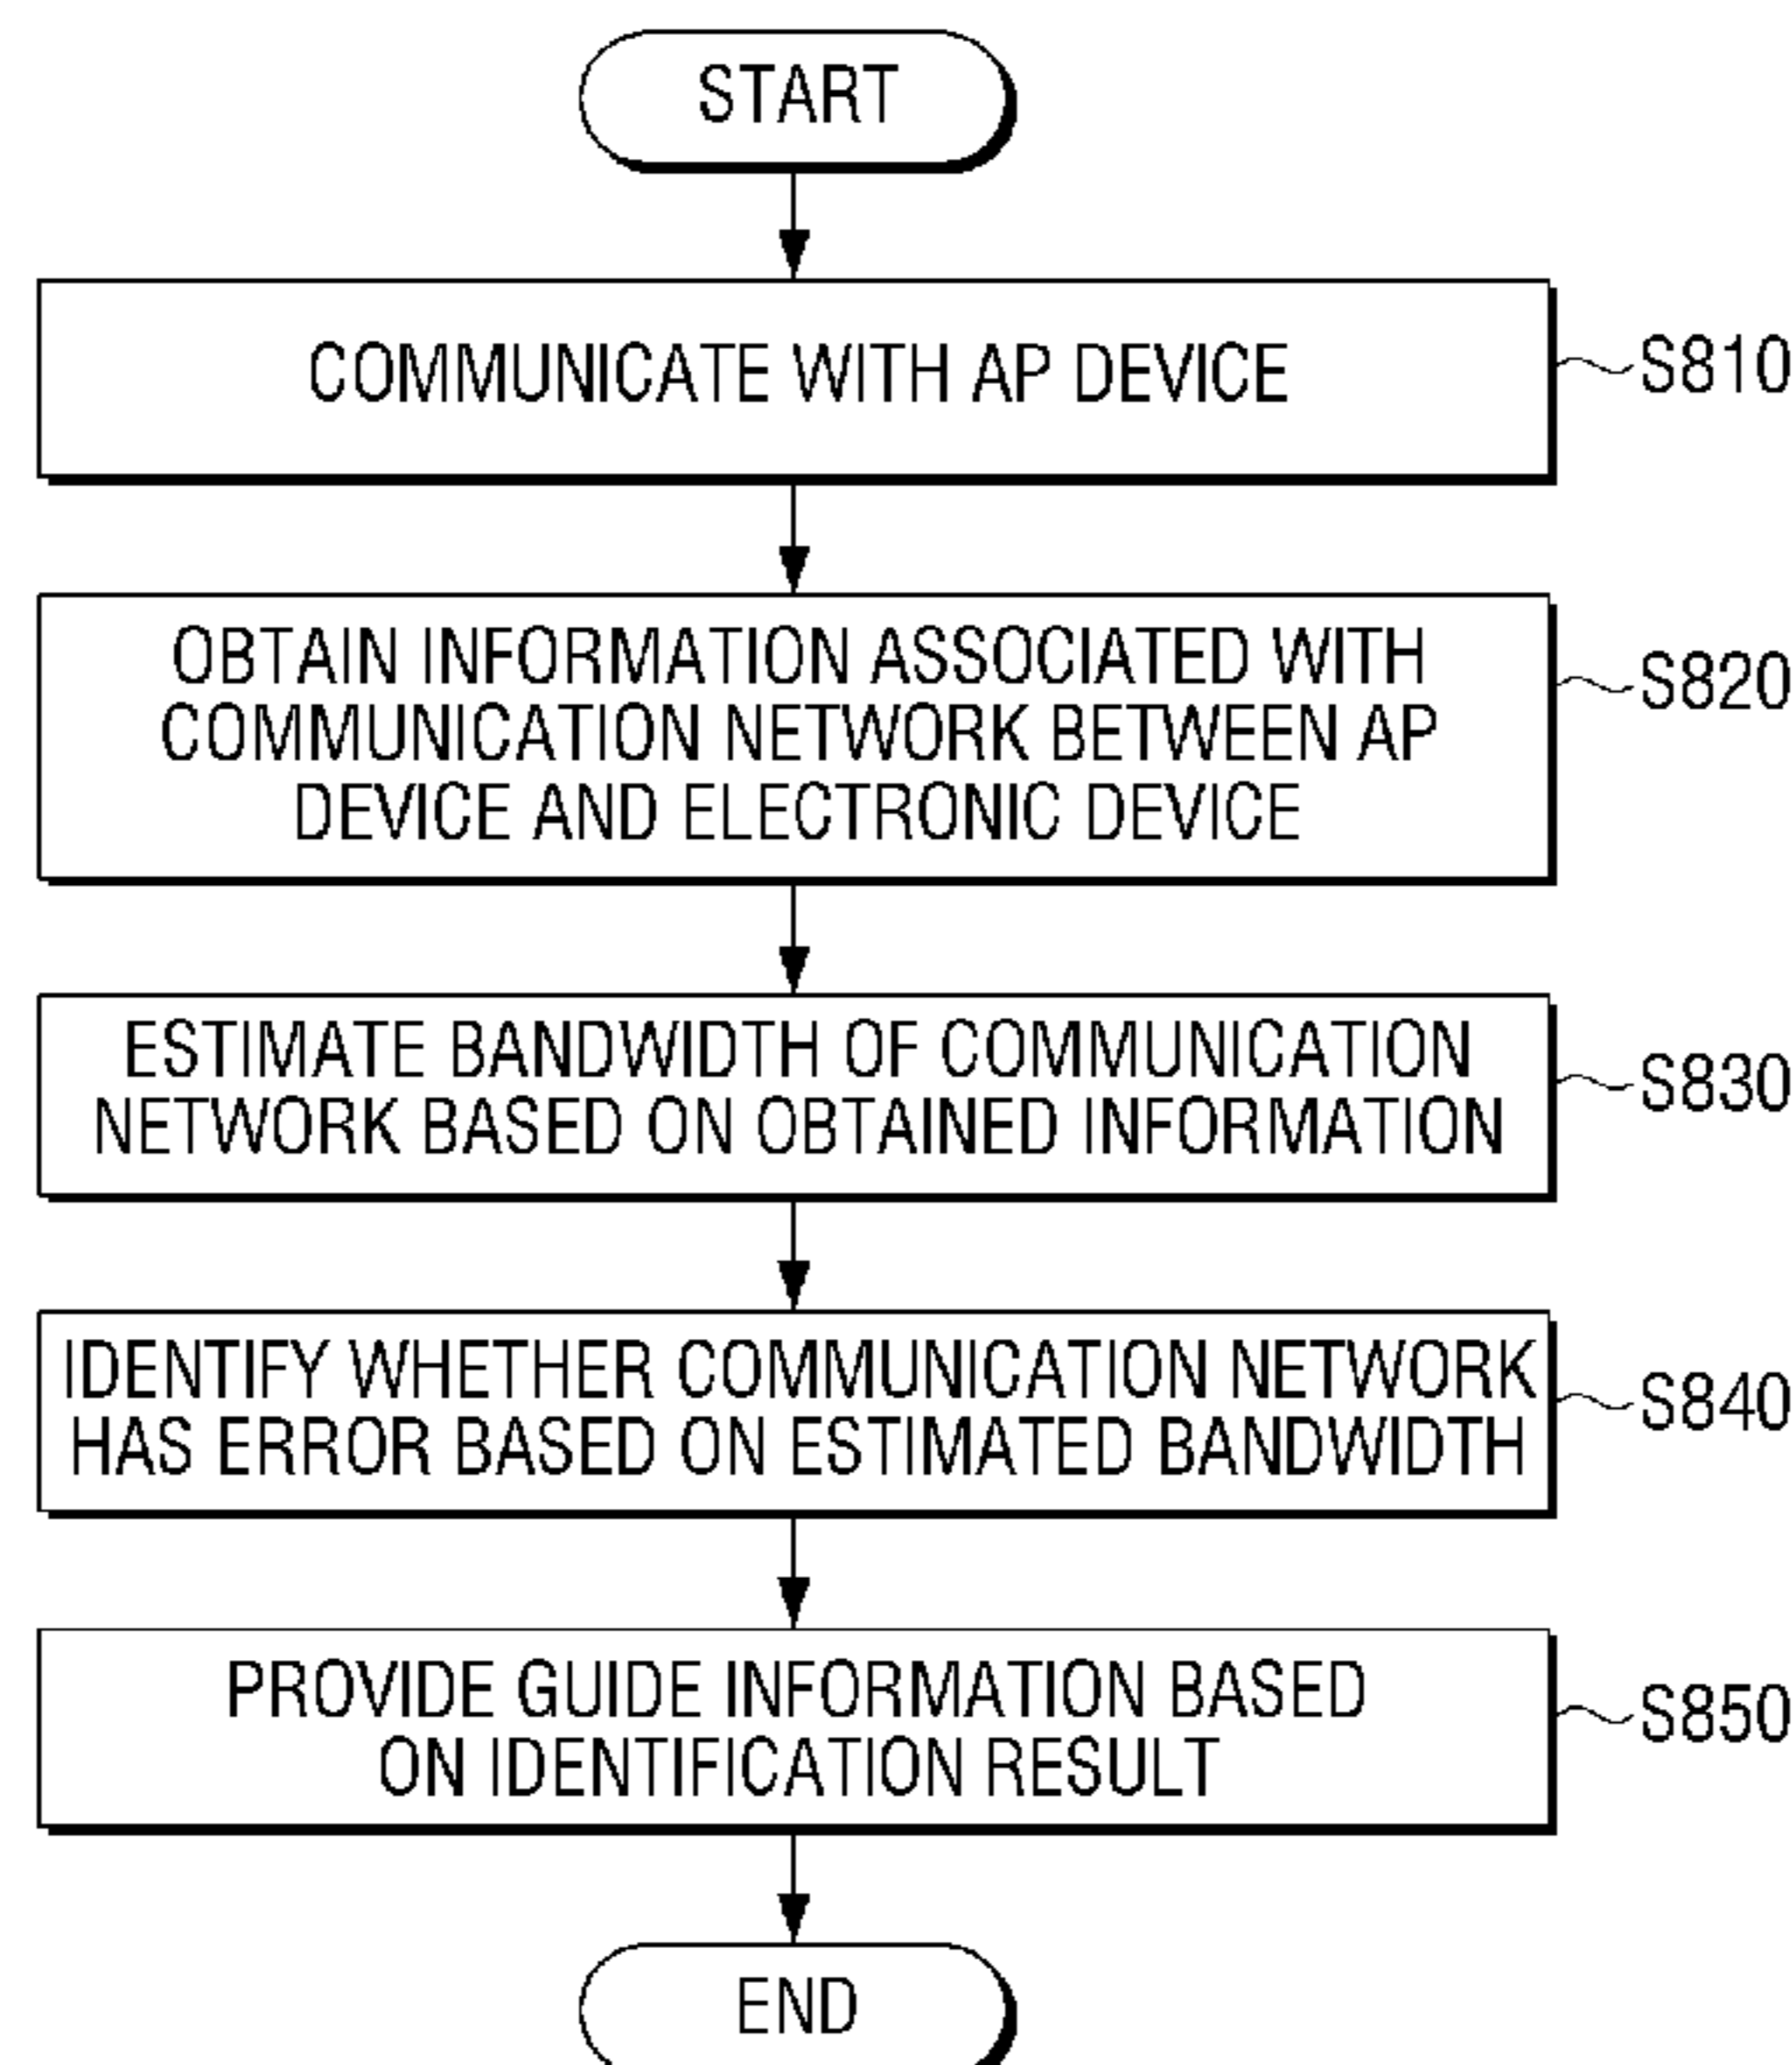 START
COMMUNICATE WITH AP DEVICE
S810
OBTAIN INFORMATION ASSOCIATED WITH
COMMUNICATION NETWORK BETWEEN AP
DEVICE AND ELECTRONIC DEVICE
S820
ESTIMATE BANDWIDTH OF COMMUNICATION
NETWORK BASED ON OBTAINED INFORMATION
S830
IDENTIFY WHETHER COMMUNICATION NETWORK
HAS ERROR BASED ON ESTIMATED BANDWIDTH
S840
PROVIDE GUIDE INFORMATION BASED
ON IDENTIFICATION RESULT
S850
END